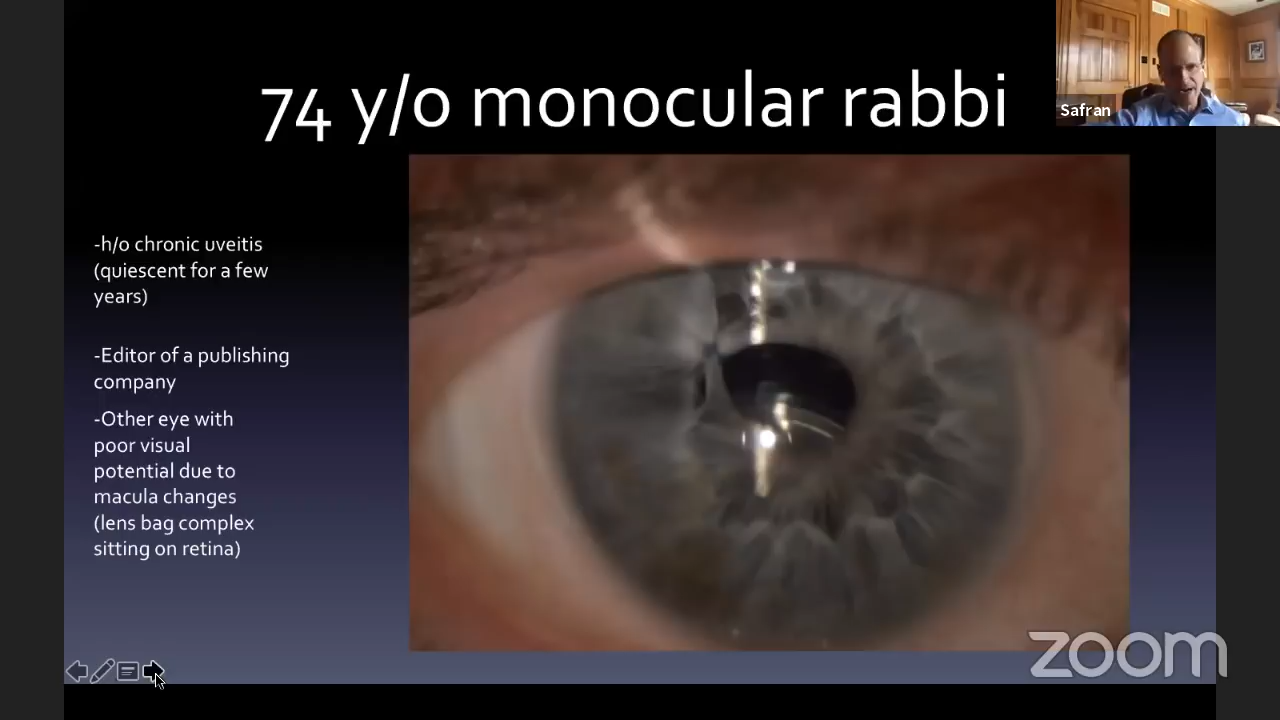 74 y/o monocular rabbi
Safran
-h/o chronic uveitis
(quiescent for a few
years)
-Editor of a publishing
company
-Other eye with
poor visual
potential due to
macula changes
(lens bag complex
sitting on retina)
zoom